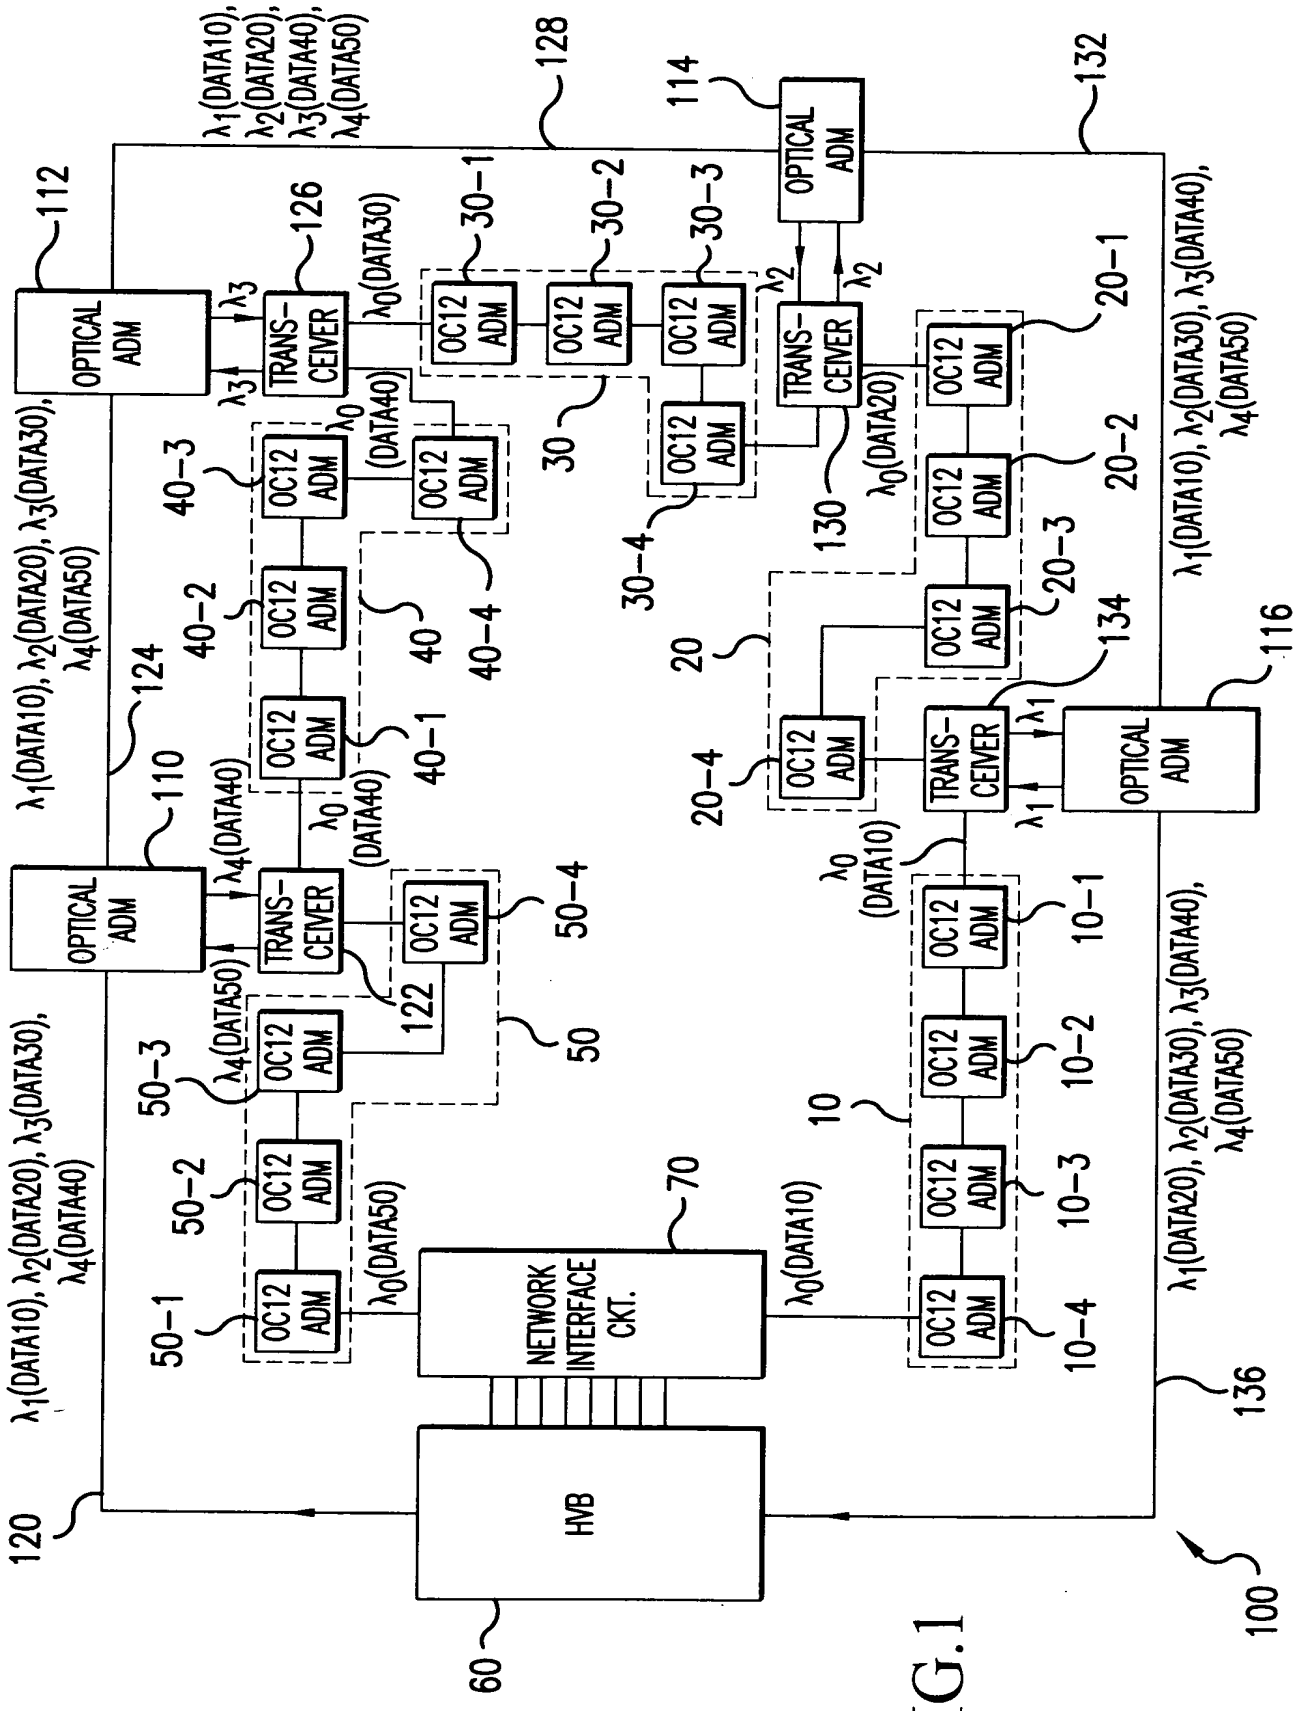 λ1(DATA10), λ2(DATA20), λ3(DATA30),
λ4(DATA40)
120
λ1(DATA10), λ2(DATA20), λ3(DATA30),
λ4(DATA50)
124
λ1(DATA10),
λ2(DATA20),
λ3(DATA40),
λ4(DATA50)
128
OPTICAL
ADM
110
OPTICAL
ADM
112
λ4(DATA50)
λ4(DATA40)
TRANS-
CEIVER
122
λ3
λ3
TRANS-
CEIVER
126
OC12
ADM
50-1
OC12
ADM
50-2
OC12
ADM
50-3
OC12
ADM
50-4
50
λ0
(DATA40)
OC12
ADM
40-1
OC12
ADM
40-2
OC12
ADM
40-3
OC12
ADM
40-4
40
λ0
(DATA40)
λ0(DATA30)
OC12
ADM
30-1
OC12
ADM
30-2
OC12
ADM
30-3
OC12
ADM
30-4
30
OPTICAL
ADM
114
132
λ2
λ2
TRANS-
CEIVER
130
λ0(DATA20)
OC12
ADM
20-1
OC12
ADM
20-2
OC12
ADM
20-3
OC12
ADM
20-4
20
TRANS-
CEIVER
134
λ1
λ1
OPTICAL
ADM
116
λ1(DATA10), λ2(DATA30), λ3(DATA40),
λ4(DATA50)
λ0
(DATA10)
OC12
ADM
10-1
OC12
ADM
10-2
OC12
ADM
10-3
OC12
ADM
10-4
10
λ1(DATA20), λ2(DATA30), λ3(DATA40),
λ4(DATA50)
136
λ0(DATA50)
NETWORK
INTERFACE
CKT.
70
λ0(DATA10)
HVB
60
100
IG.1